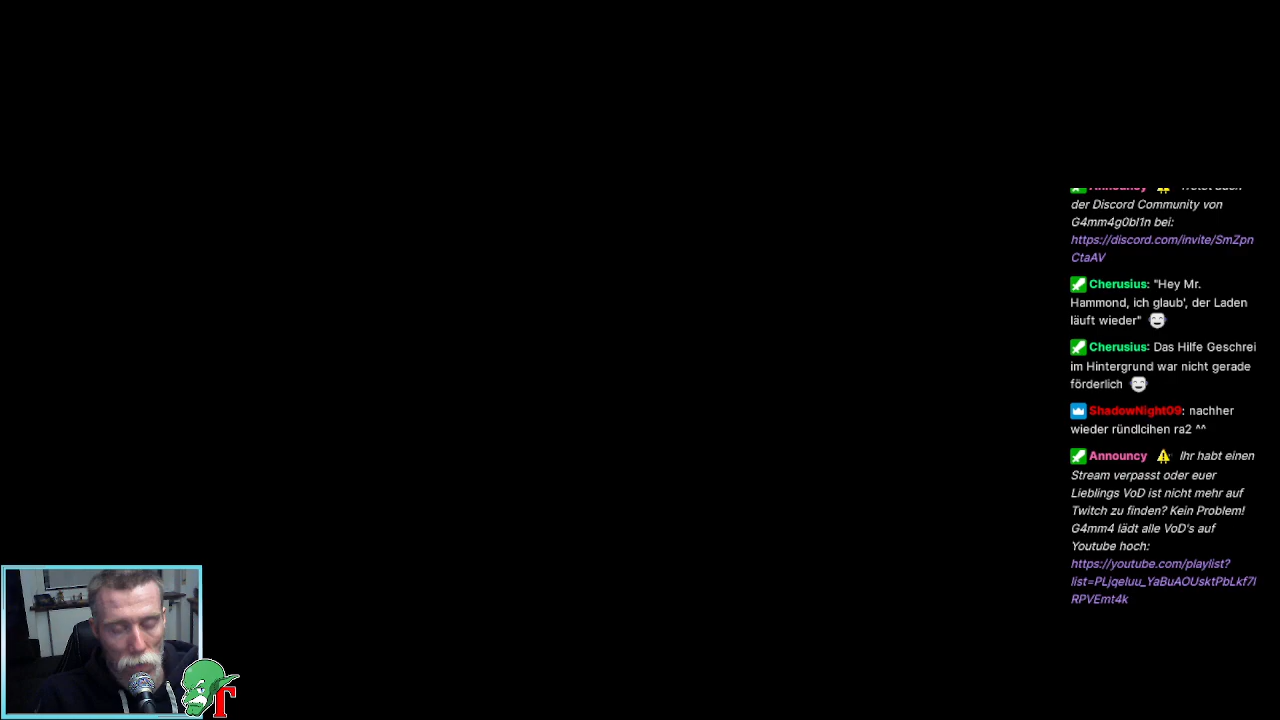 der Discord Community von
G4mm4g0bl1n bei:
https://discord.com/invite/SmZpn
CtaAV
Cherusius: "Hey Mr.
Hammond, ich glaub', der Laden
läuft wieder"
Cherusius: Das Hilfe Geschrei
im Hintergrund war nicht gerade
förderlich
ShadowNight09: nachher
wieder ründlcihen ra2 ^^
Announcy Ihr habt einen
Stream verpasst oder euer
Lieblings VoD ist nicht mehr auf
Twitch zu finden? Kein Problem!
G4mm4 lädt alle VoD's auf
Youtube hoch:
https://youtube.com/playlist?
list=PLjqeluu_YaBuAOUsktPbLkf7l
RPVEmt4k